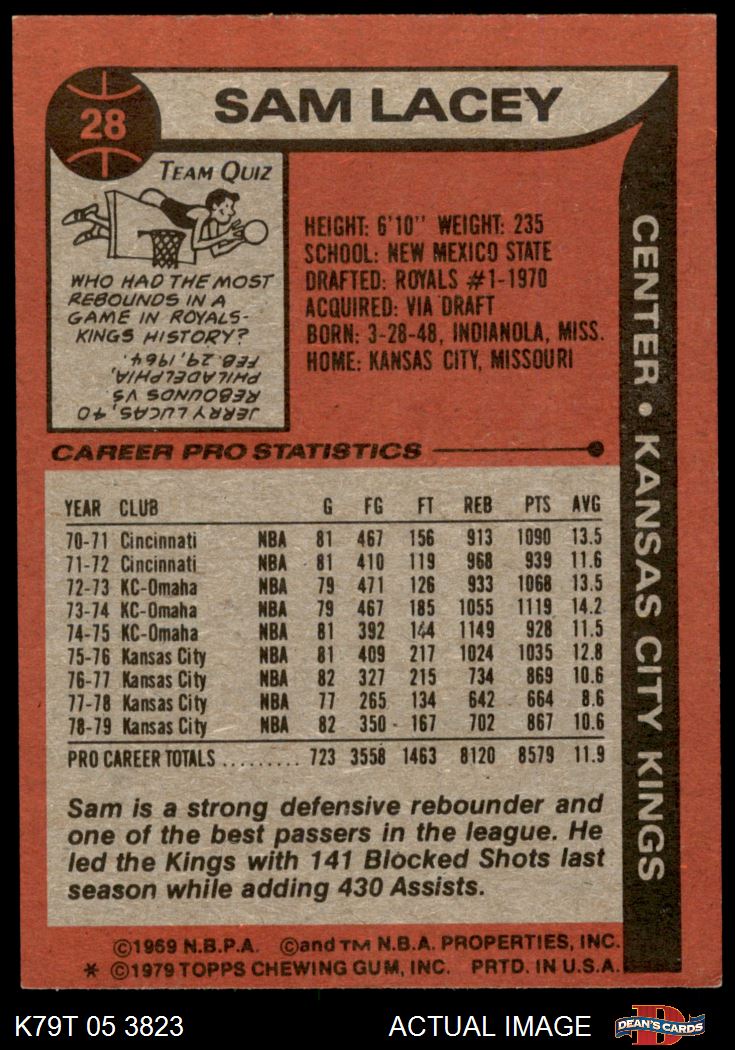 28
SAM LACEY
TEAM QUIZ
WHO HAD THE MOST
REBOUNDS IN A
GAME IN ROYALS-
KINGS HISTORY?
JERRY LUCAS, 40
REBOUNDS VS
PHILADELPHIA,
FEB. 29, 1964.
HEIGHT: 6'10" WEIGHT: 235
SCHOOL: NEW MEXICO STATE
DRAFTED: ROYALS #1-1970
ACQUIRED: VIA DRAFT
BORN: 3-28-48, INDIANOLA, MISS.
HOME: KANSAS CITY, MISSOURI
CENTER • KANSAS CITY KINGS
CAREER PRO STATISTICS
YEAR CLUB G FG FT REB PTS AVG
70-71 Cincinnati NBA 81 467 156 913 1090 13.5
71-72 Cincinnati NBA 81 410 119 968 939 11.6
72-73 KC-Omaha NBA 79 471 126 933 1068 13.5
73-74 KC-Omaha NBA 79 467 185 1055 1119 14.2
74-75 KC-Omaha NBA 81 392 144 1149 928 11.5
75-76 Kansas City NBA 81 409 217 1024 1035 12.8
76-77 Kansas City NBA 82 327 215 734 869 10.6
77-78 Kansas City NBA 77 265 134 642 664 8.6
78-79 Kansas City NBA 82 350 167 702 867 10.6
PRO CAREER TOTALS ......... 723 3558 1463 8120 8579 11.9
Sam is a strong defensive rebounder and
one of the best passers in the league. He
led the Kings with 141 Blocked Shots last
season while adding 430 Assists.
©1969 N.B.P.A. ©and TM N.B.A. PROPERTIES, INC.
* ©1979 TOPPS CHEWING GUM, INC. PRTD. IN U.S.A.
K79T 05 3823
ACTUAL IMAGE
D
DEAN'S CARDS